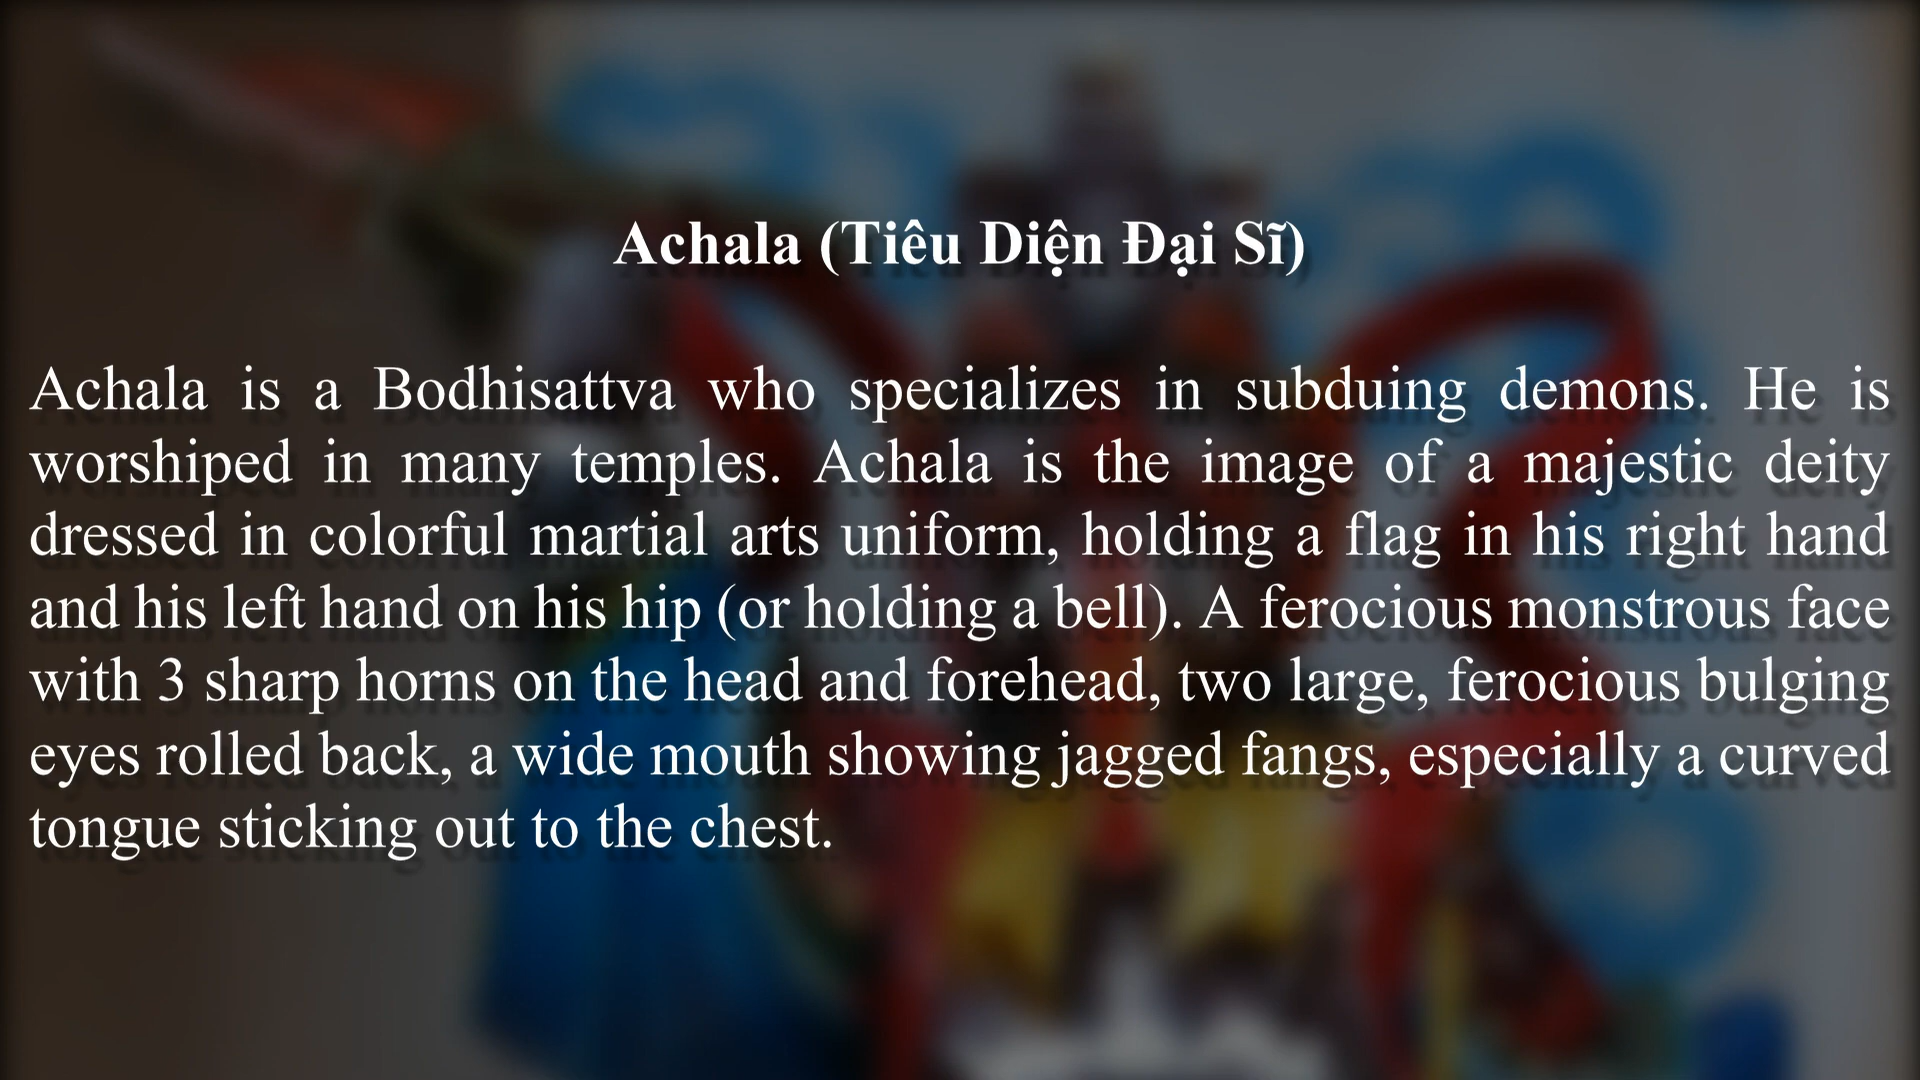 Achala (Tiêu Diện Đại Sĩ)
Achala is a Bodhisattva who specializes in subduing demons. He is
worshiped in many temples. Achala is the image of a majestic deity
dressed in colorful martial arts uniform, holding a flag in his right hand
and his left hand on his hip (or holding a bell). A ferocious monstrous face
with 3 sharp horns on the head and forehead, two large, ferocious bulging
eyes rolled back, a wide mouth showing jagged fangs, especially a curved
tongue sticking out to the chest.